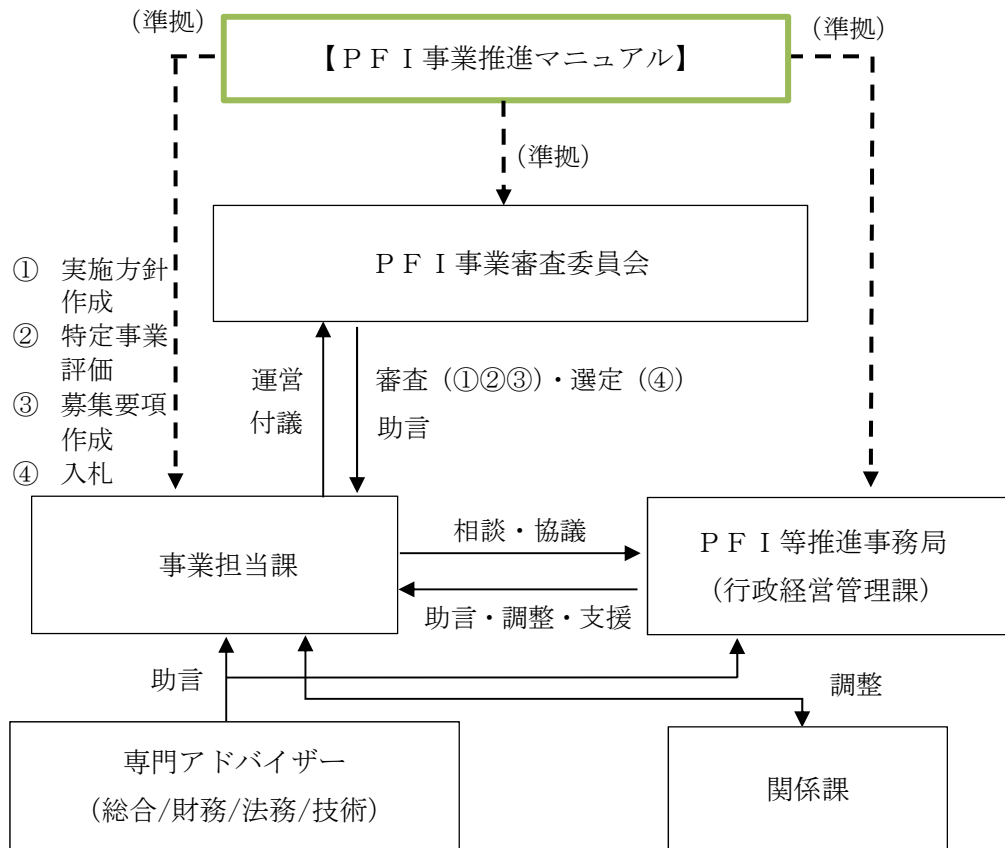 (準拠)
【ＰＦＩ事業推進マニュアル】
(準拠)
(準拠)
ＰＦＩ事業審査委員会
① 実施方針
作成
② 特定事業
評価
③ 募集要項
作成
④ 入札
運営
付議
審査（①②③）・選定（④）
助言
事業担当課
相談・協議
助言・調整・支援
ＰＦＩ等推進事務局
（行政経営管理課）
助言
調整
専門アドバイザー
（総合/財務/法務/技術）
関係課